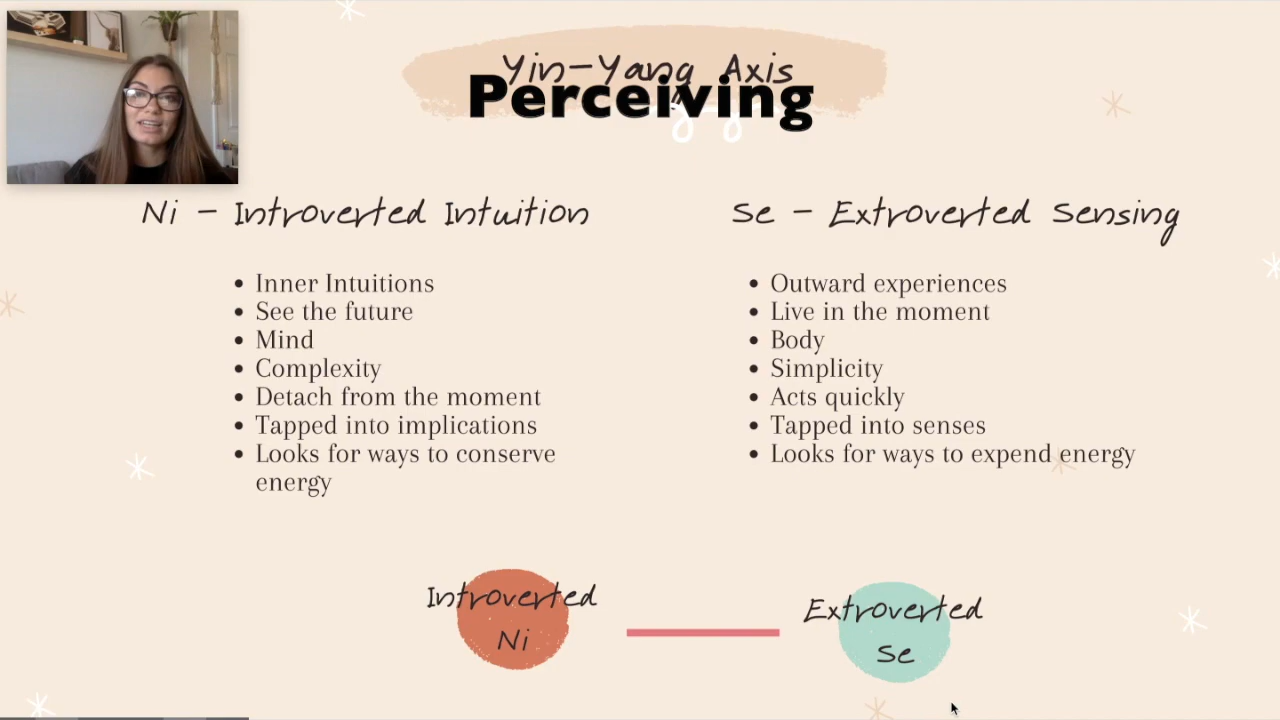 Yin-Yang Axis
Perceiving
Ni - Introverted Intuition
Inner Intuitions
See the future
Mind
Complexity
Detach from the moment
Tapped into implications
Looks for ways to conserve
energy
Se - Extroverted Sensing
Outward experiences
Live in the moment
Body
Simplicity
Acts quickly
Tapped into senses
Looks for ways to expend energy
Introverted
Ni
Extroverted
Se